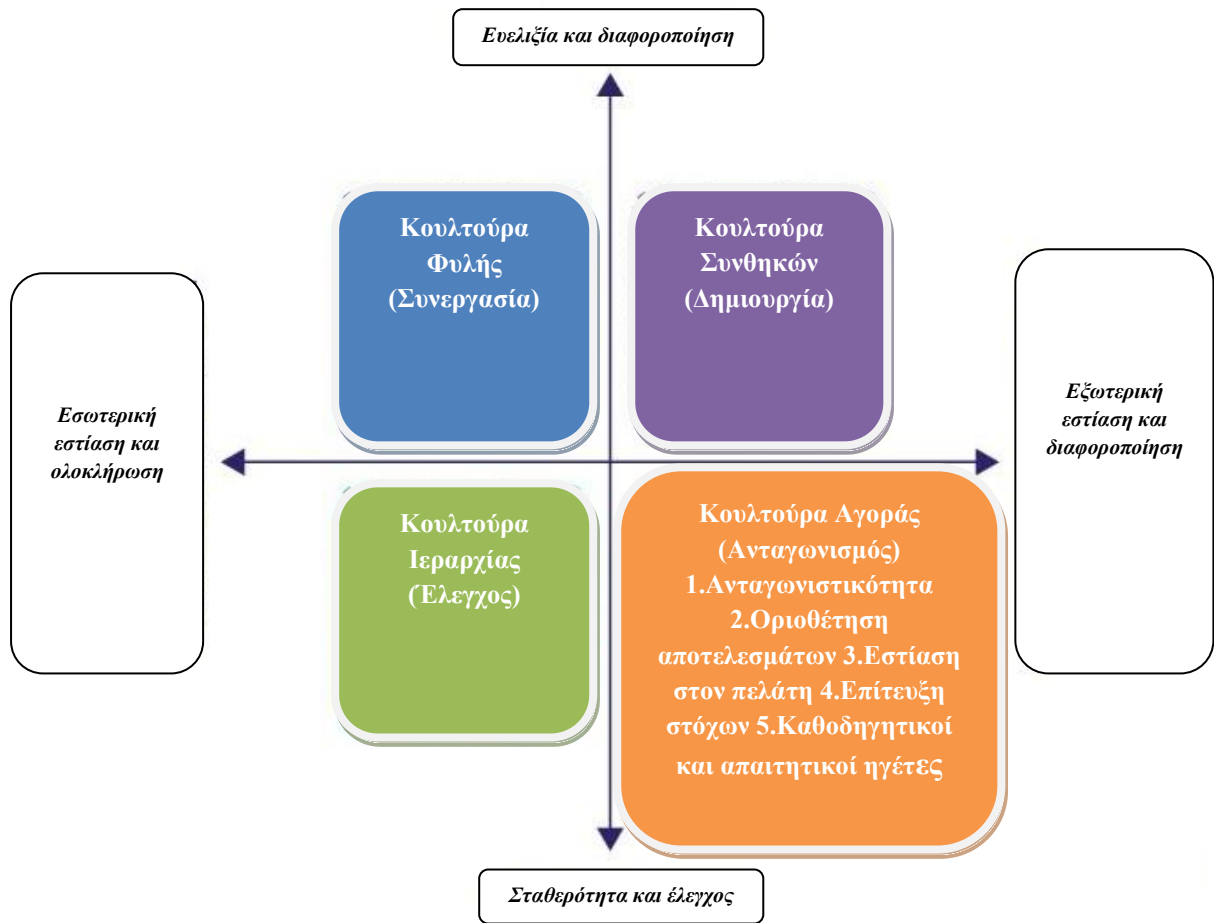 Ευελιξία και διαφοροποίηση
Κουλτούρα
Φυλής
(Συνεργασία)
Κουλτούρα
Συνθηκών
(Δημιουργία)
Εσωτερική
εστίαση και
ολοκλήρωση
Εξωτερική
εστίαση και
διαφοροποίηση
Κουλτούρα
Ιεραρχίας
(Έλεγχος)
Κουλτούρα Αγοράς
(Ανταγωνισμός)
1.Ανταγωνιστικότητα
2.Οριοθέτηση
αποτελεσμάτων 3.Εστίαση
στον πελάτη 4.Επίτευξη
στόχων 5.Καθοδηγητικοί
και απαιτητικοί ηγέτες
Σταθερότητα και έλεγχος